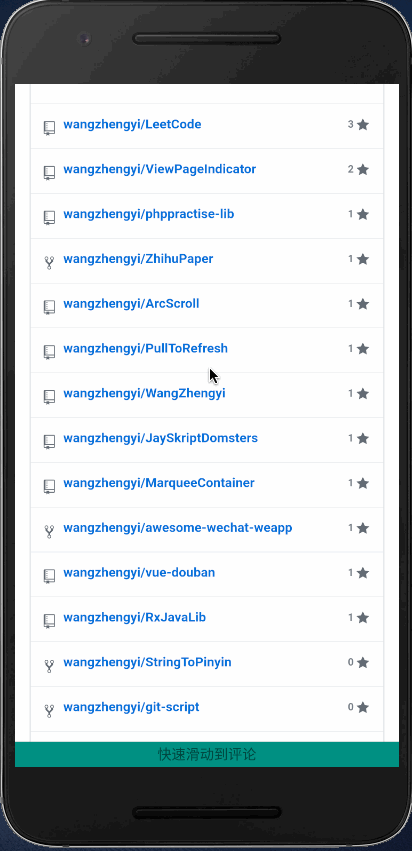 wangzhengyi/LeetCode 3
wangzhengyi/ViewPageIndicator 2
wangzhengyi/phppractise-lib 1
wangzhengyi/ZhihuPaper 1
wangzhengyi/ArcScroll 1
wangzhengyi/PullToRefresh 1
wangzhengyi/WangZhengyi 1
wangzhengyi/JaySkriptDomsters 1
wangzhengyi/MarqueeContainer 1
wangzhengyi/awesome-wechat-weapp 1
wangzhengyi/vue-douban 1
wangzhengyi/RxJavaLib 1
wangzhengyi/StringToPinyin 0
wangzhengyi/git-script 0
快速滑动到评论